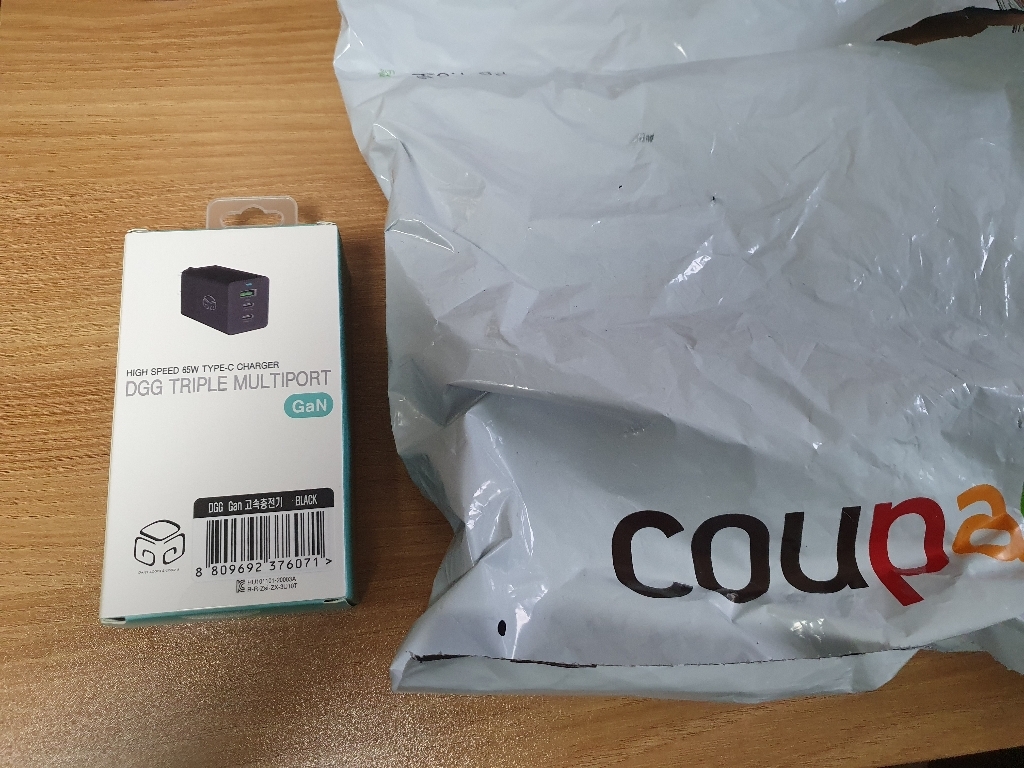 HIGH SPEED 65W TYPE-C CHARGER
DGG TRIPLE MULTIPORT
GaN
DGG Gan 고속충전기 BLACK
8 809692 376071 >
coupa